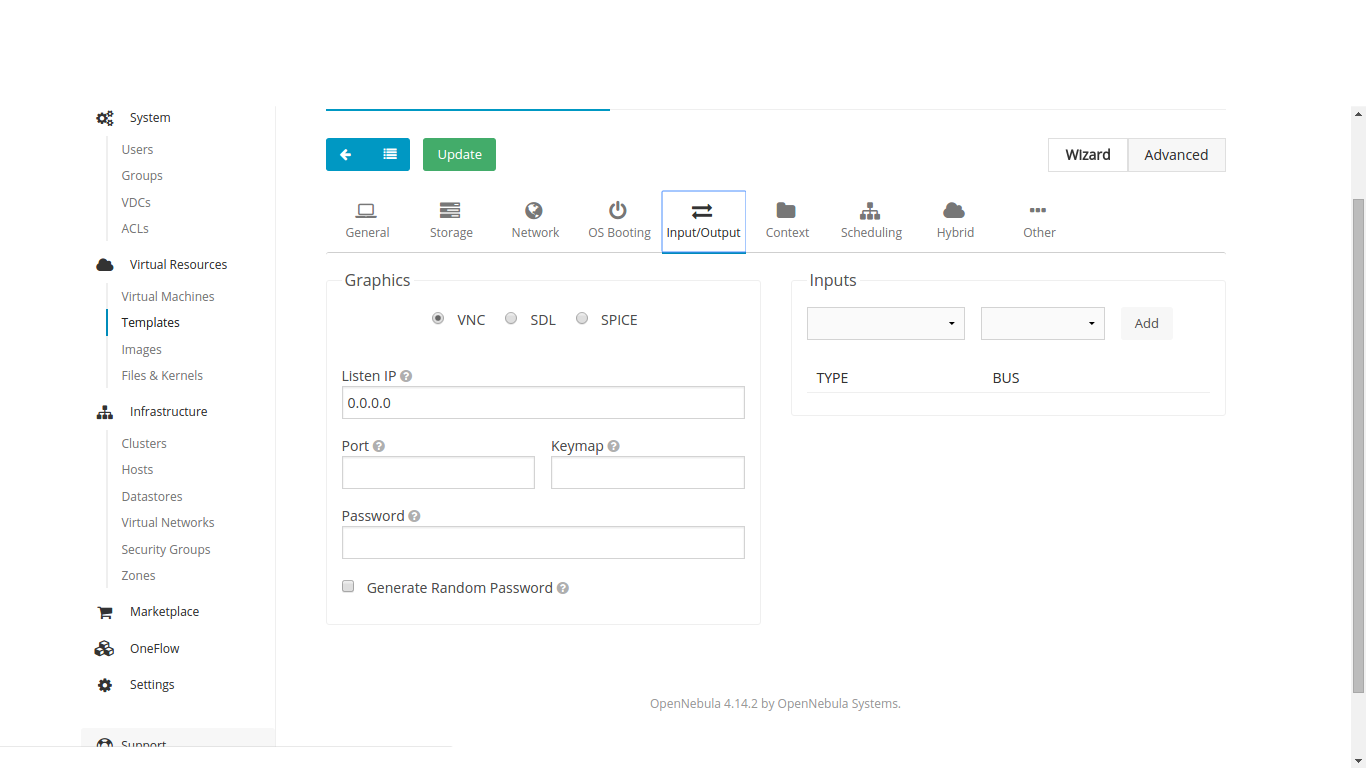 System
Users
Groups
VDCs
ACLs
Virtual Resources
Virtual Machines
Templates
Images
Files & Kernels
Infrastructure
Clusters
Hosts
Datastores
Virtual Networks
Security Groups
Zones
Marketplace
OneFlow
Settings
Support
Update
Wizard Advanced
General Storage Network OS Booting Input/Output Context Scheduling Hybrid Other
Graphics
VNC SDL SPICE
Listen IP
0.0.0.0
Port Keymap
Password
Generate Random Password
Inputs
Add
TYPE BUS
OpenNebula 4.14.2 by OpenNebula Systems.